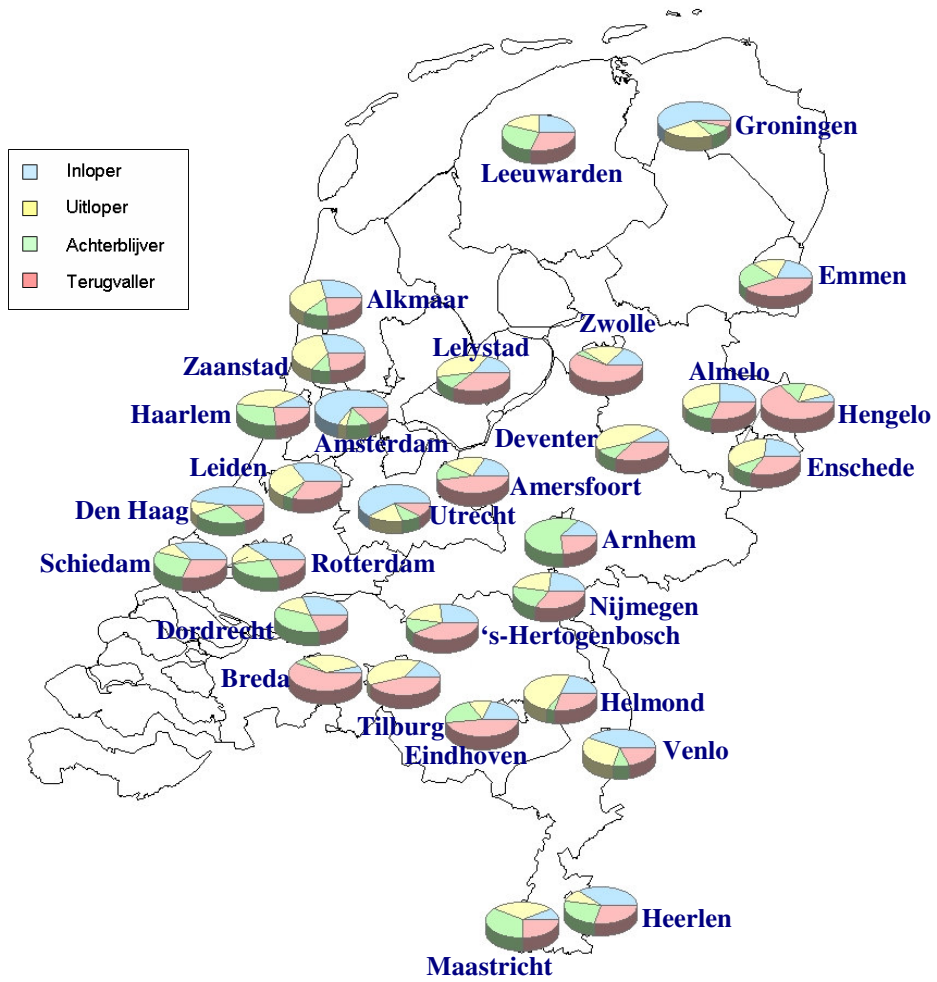 Groningen
Leeuwarden
Inloper
Uitloper
Achterblijver
Terugvaller
Emmen
Alkmaar
Zwolle
Lelystad
Zaanstad
Almelo
Haarlem
Hengelo
Amsterdam
Deventer
Leiden
Enschede
Amersfoort
Den Haag
Utrecht
Arnhem
Schiedam
Rotterdam
Nijmegen
Dordrecht
‘s-Hertogenbosch
Breda
Helmond
Tilburg
Eindhoven
Venlo
Heerlen
Maastricht